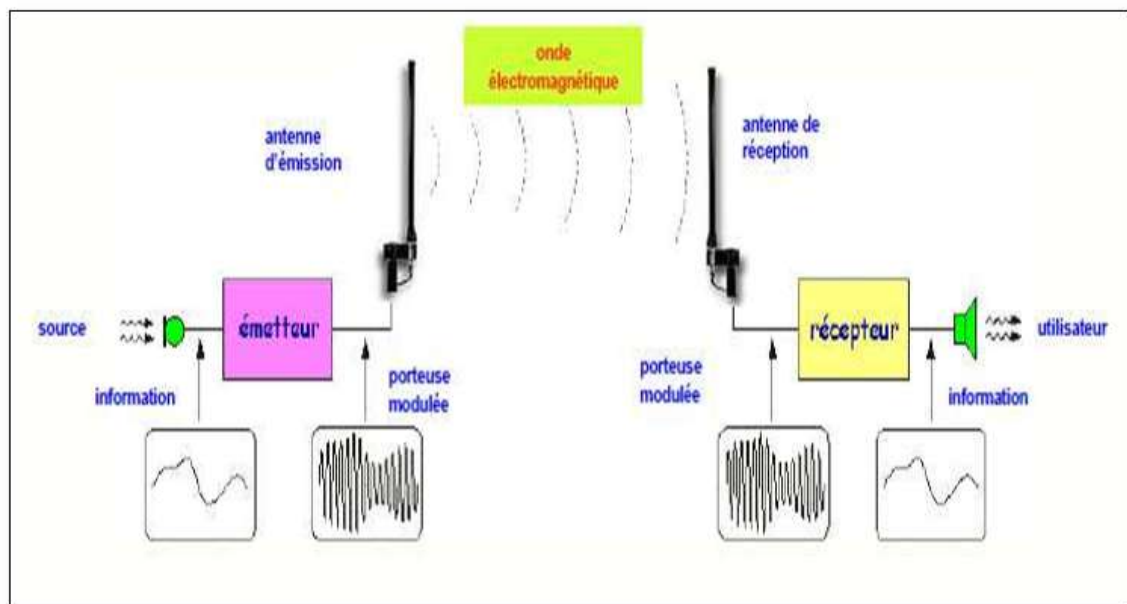 onde
électromagnétique
antenne
d'émission
antenne de
réception
source
émetteur
récepteur
utilisateur
information
porteuse
modulée
porteuse
modulée
information